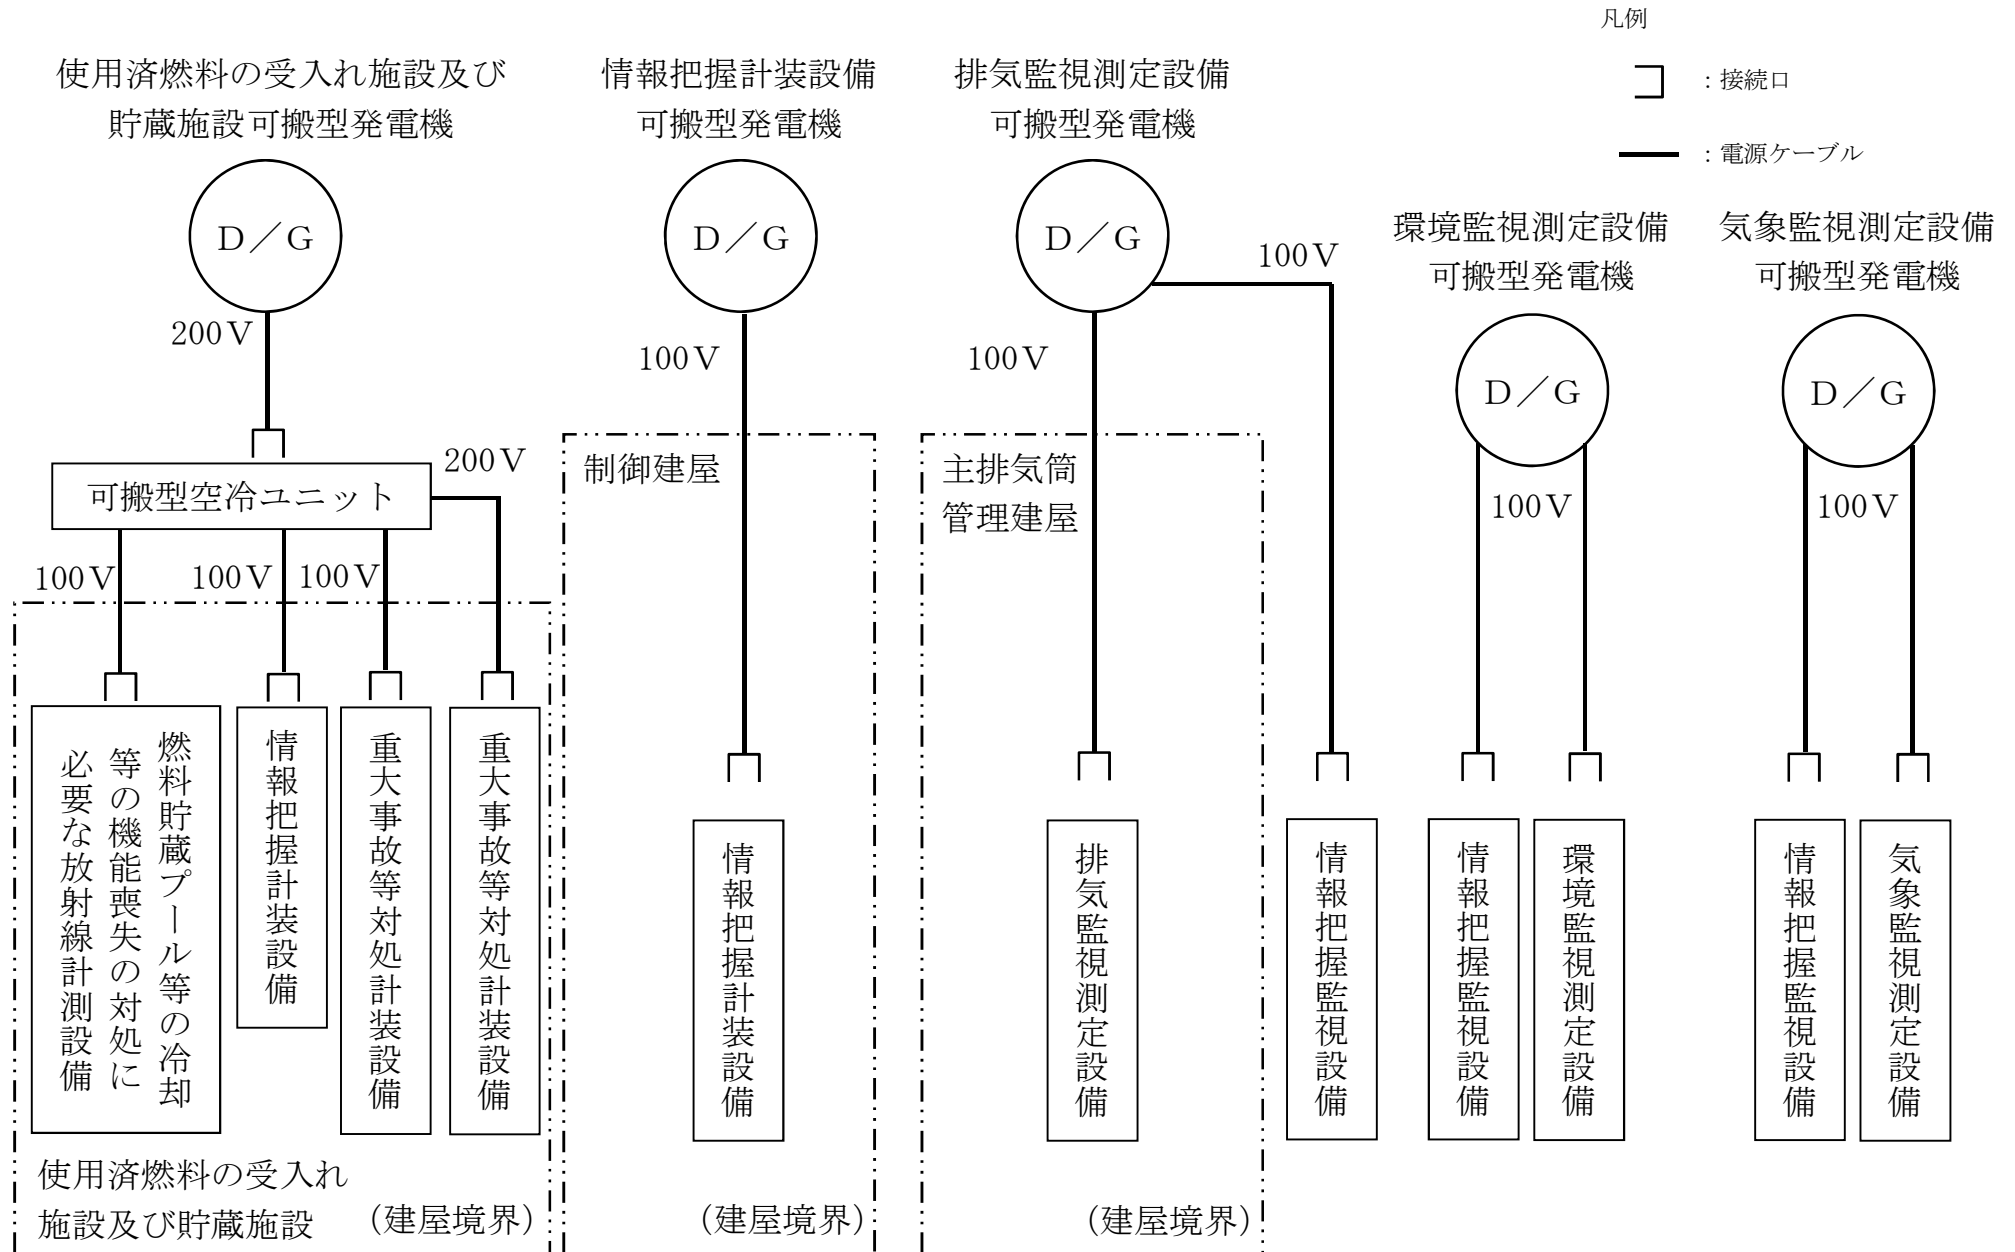 凡例
:接続口
:電源ケーブル
使用済燃料の受入れ施設及び
貯蔵施設可搬型発電機
D/G
200V
可搬型空冷ユニット
200V
100V
100V
100V
燃料貯蔵プール等の冷却
等の機能喪失の対処に
必要な放射線計測設備
情報把握計装設備
重大事故等対処計装設備
重大事故等対処計装設備
使用済燃料の受入れ
施設及び貯蔵施設
(建屋境界)
情報把握計装設備
可搬型発電機
D/G
100V
制御建屋
情報把握計装設備
(建屋境界)
排気監視測定設備
可搬型発電機
D/G
100V
100V
主排気筒
管理建屋
排気監視測定設備
(建屋境界)
情報把握監視設備
環境監視測定設備
可搬型発電機
D/G
100V
情報把握監視設備
環境監視測定設備
気象監視測定設備
可搬型発電機
D/G
100V
情報把握監視設備
気象監視測定設備